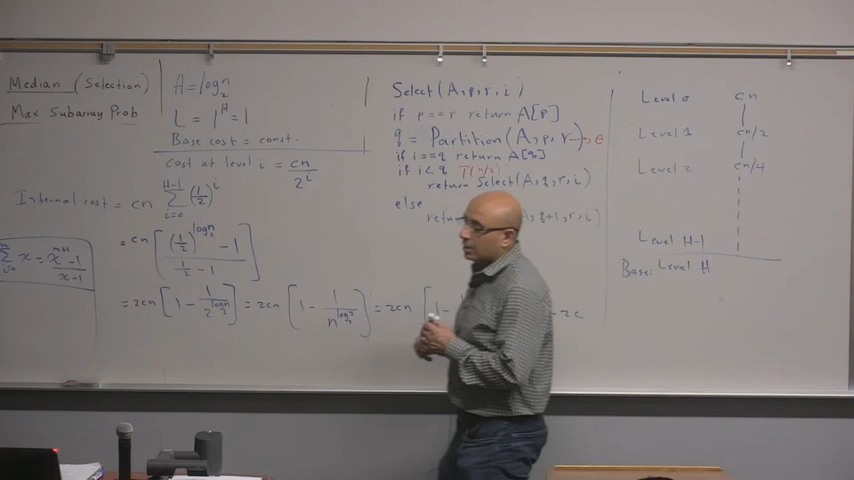 Median (Selection)
Max Subarray Prob
H = log₂n
L = 1^H = 1
Base cost = const.
Cost at level i = cn/2^i
Internal cost = cn Σ_{i=0}^{H-1} (1/2)^i
= cn [ ((1/2)^{log₂n} - 1) / (1/2 - 1) ]
= 2cn [ 1 - 1/2^{log₂n} ] = 2cn [ 1 - 1/n^{log₂2} ] = 2cn [ 1 -
- 2c
Σ_{i=0}^{m} x = (x^{m+1} - 1)/(x - 1)
Select(A,p,r,i)
if p == r return A[p]
q = Partition(A,p,r) → θ
if i == q return A[q]
if i < q T(n/2)
return Select(A,q,r,i)
else
return A,q+1,r,i)
Level 0 cn
Level 1 cn/2
Level 2 cn/4
Level H-1
Base: Level H